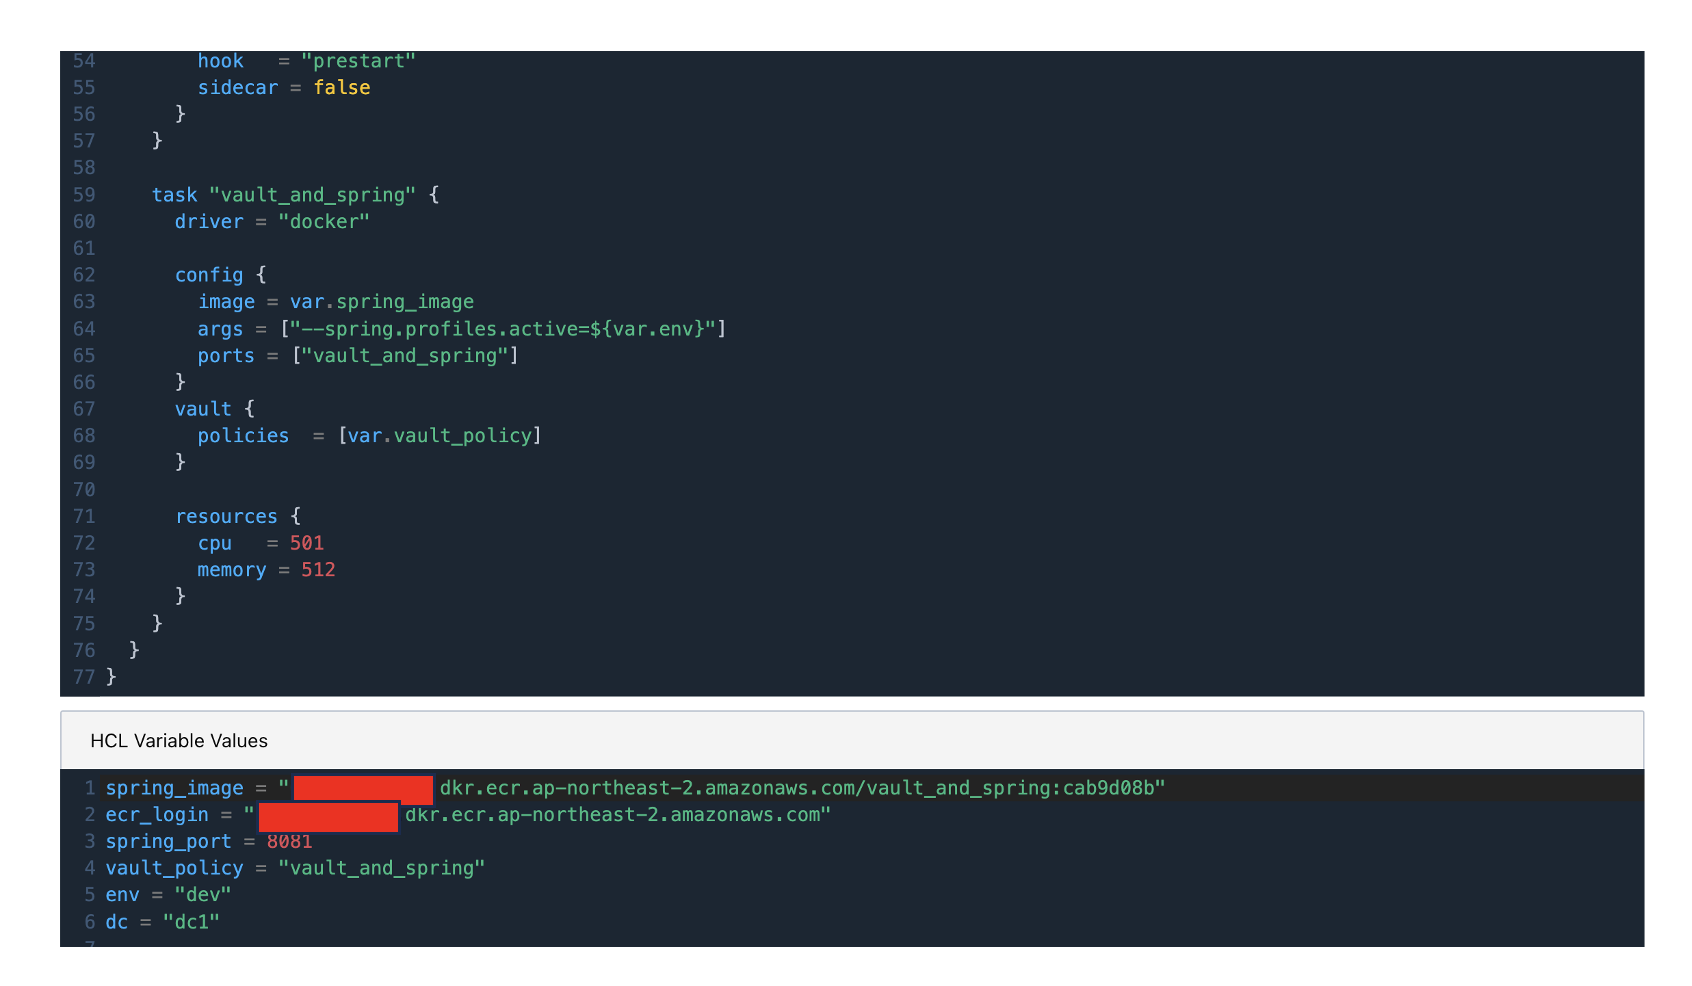 54         hook   = "prestart"
55         sidecar = false
56       }
57     }
58
59     task "vault_and_spring" {
60       driver = "docker"
61
62       config {
63         image = var.spring_image
64         args = ["--spring.profiles.active=${var.env}"]
65         ports = ["vault_and_spring"]
66       }
67       vault {
68         policies  = [var.vault_policy]
69       }
70
71       resources {
72         cpu   = 501
73         memory = 512
74       }
75     }
76   }
77 }
HCL Variable Values
1 spring_image = " dkr.ecr.ap-northeast-2.amazonaws.com/vault_and_spring:cab9d08b"
2 ecr_login = " dkr.ecr.ap-northeast-2.amazonaws.com"
3 spring_port = 8081
4 vault_policy = "vault_and_spring"
5 env = "dev"
6 dc = "dc1"
7